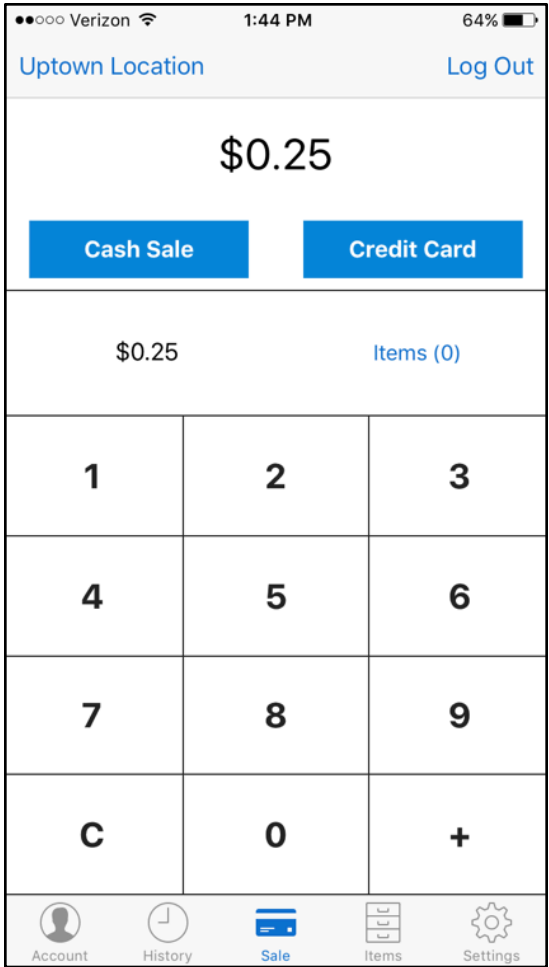 Verizon 1:44 PM 64%
Uptown Location Log Out
$0.25
Cash Sale Credit Card
$0.25 Items (0)
1 2 3
4 5 6
7 8 9
C 0 +
Account History Sale Items Settings